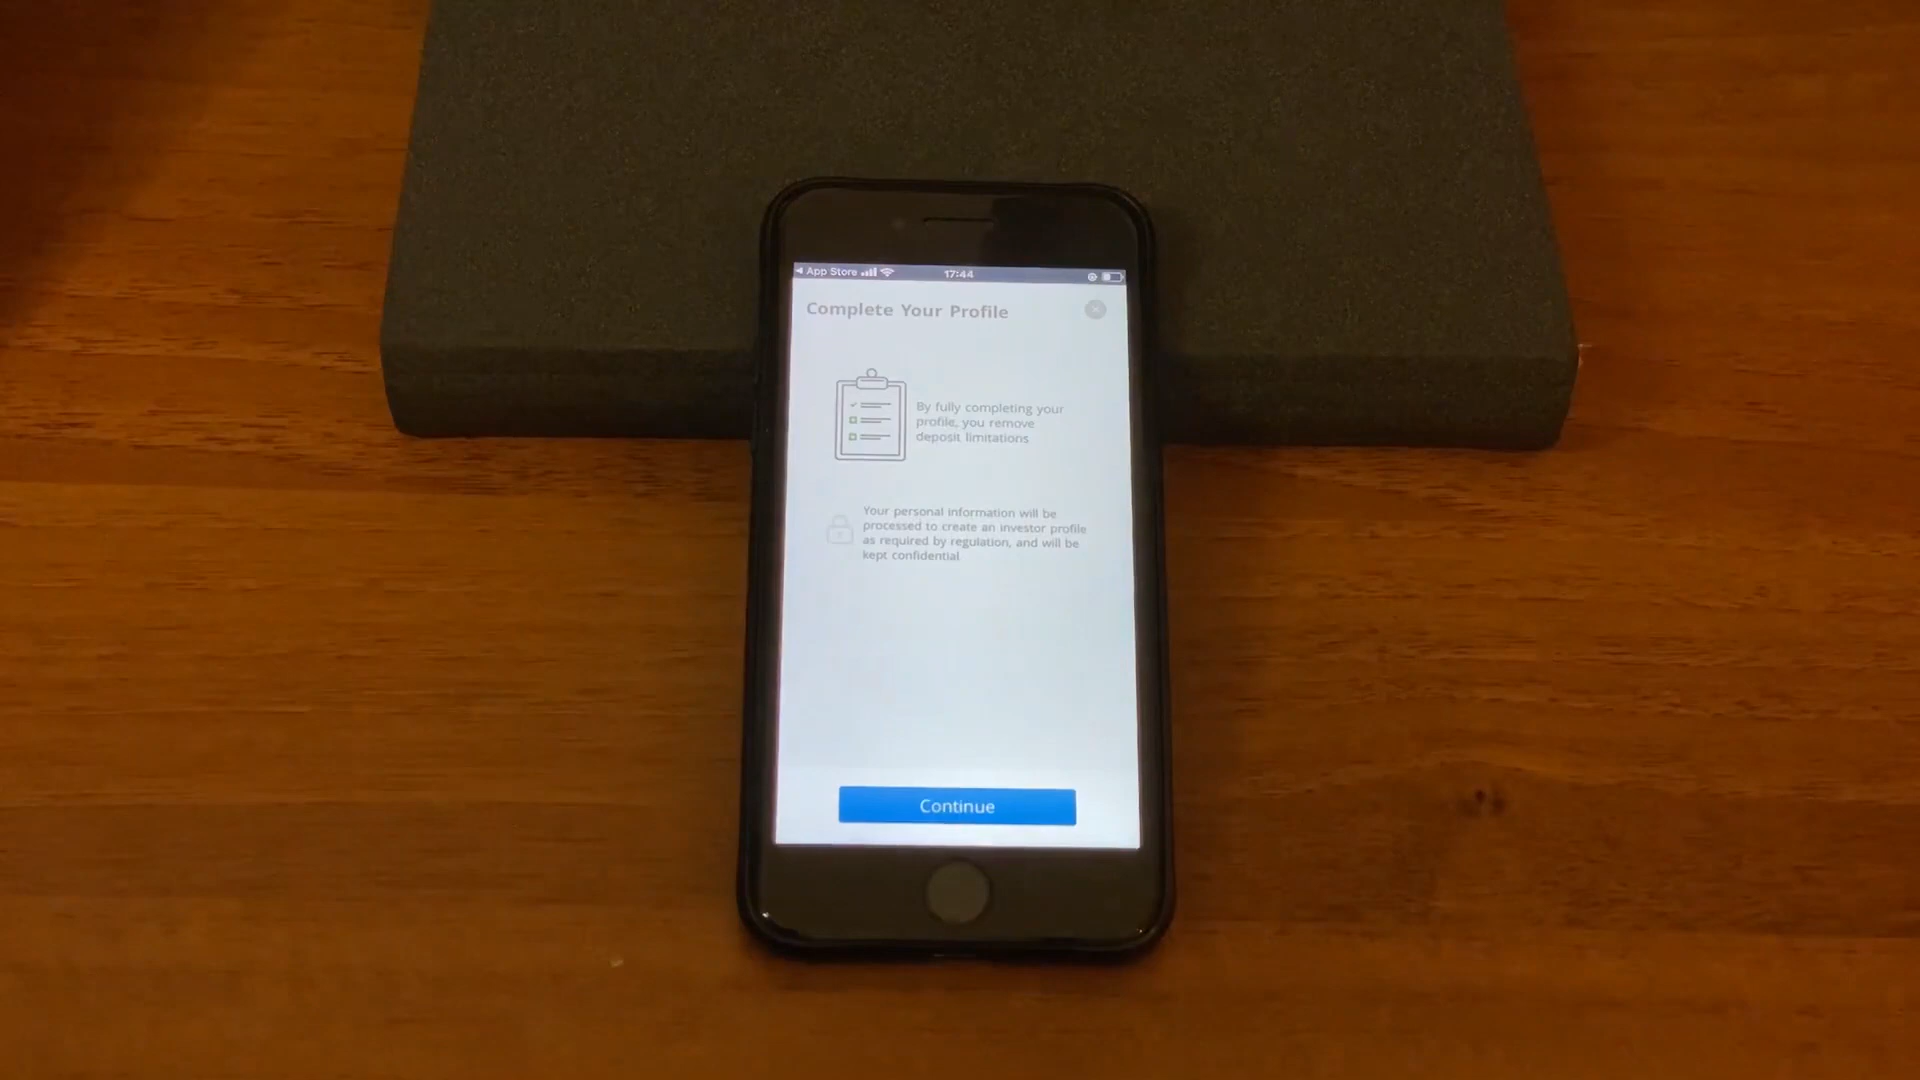 App Store
17:44
Complete Your Profile
By fully completing your
profile, you remove
deposit limitations
Your personal information will be
processed to create an investor profile
as required by regulation, and will be
kept confidential
Continue